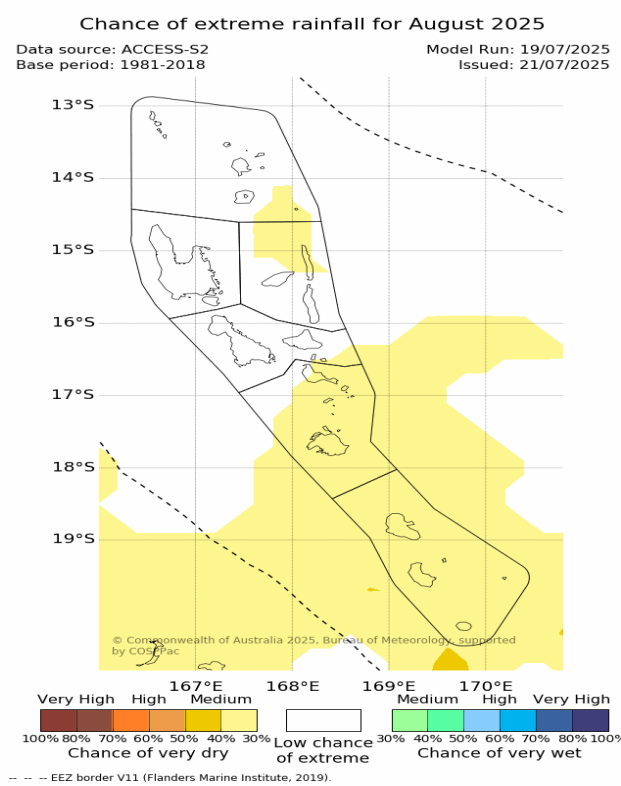 Chance of extreme rainfall for August 2025
Data source: ACCESS-S2 Model Run: 19/07/2025
Base period: 1981-2018 Issued: 21/07/2025
13°S
14°S
15°S
16°S
17°S
18°S
19°S
© Commonwealth of Australia 2025, Bureau of Meteorology, supported
by COSPPac
167°E 168°E 169°E 170°E
Very High High Medium Medium High Very High
100% 80% 70% 60% 50% 40% 30% 30% 40% 50% 60% 70% 80% 100%
Chance of very dry Low chance of extreme Chance of very wet
-- -- -- EEZ border V11 (Flanders Marine Institute, 2019).